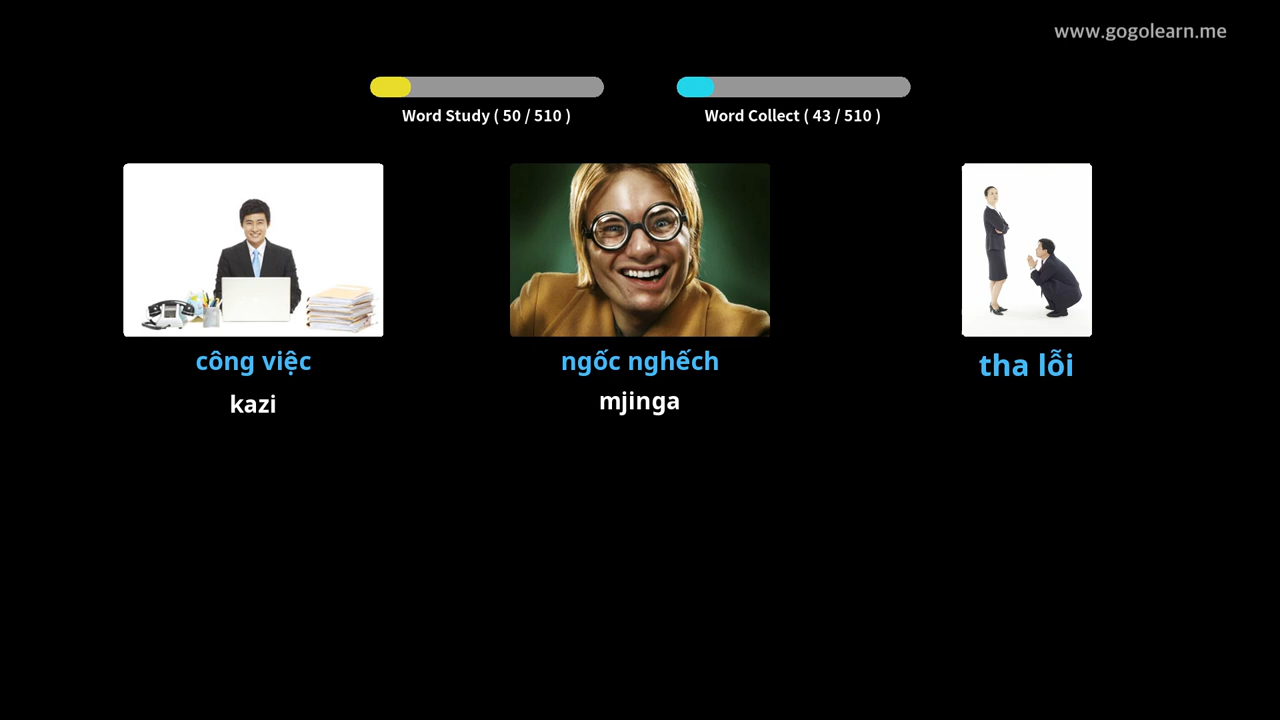 www.gogolearn.me
Word Study ( 50 / 510 )
Word Collect ( 43 / 510 )
công việc
ngốc nghếch
tha lỗi
kazi
mjinga